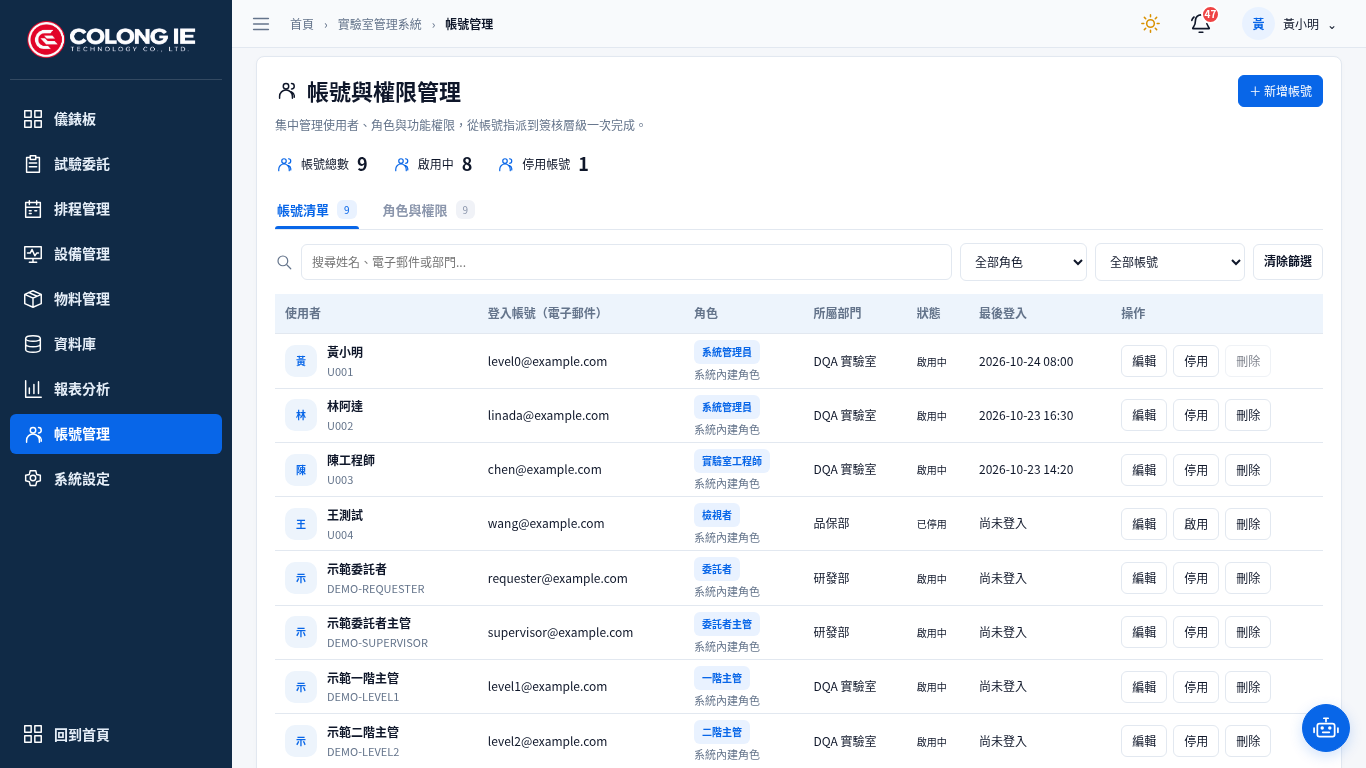 COLONG IE
TECHNOLOGY CO., LTD.
儀錶板
試驗委託
排程管理
設備管理
物料管理
資料庫
報表分析
帳號管理
系統設定
回到首頁
首頁 › 實驗室管理系統 › 帳號管理
47
黃 黃小明
帳號與權限管理
+ 新增帳號
集中管理使用者、角色與功能權限，從帳號指派到簽核層級一次完成。
帳號總數 9 啟用中 8 停用帳號 1
帳號清單 9 角色與權限 9
搜尋姓名、電子郵件或部門... 全部角色 全部帳號 清除篩選
使用者 登入帳號（電子郵件） 角色 所屬部門 狀態 最後登入 操作
黃 黃小明 U001 level0@example.com 系統管理員 系統內建角色 DQA 實驗室 啟用中 2026-10-24 08:00 編輯 停用 刪除
林 林阿達 U002 linada@example.com 系統管理員 系統內建角色 DQA 實驗室 啟用中 2026-10-23 16:30 編輯 停用 刪除
陳 陳工程師 U003 chen@example.com 實驗室工程師 系統內建角色 DQA 實驗室 啟用中 2026-10-23 14:20 編輯 停用 刪除
王 王測試 U004 wang@example.com 檢視者 系統內建角色 品保部 已停用 尚未登入 編輯 啟用 刪除
示 示範委託者 DEMO-REQUESTER requester@example.com 委託者 系統內建角色 研發部 啟用中 尚未登入 編輯 停用 刪除
示 示範委託者主管 DEMO-SUPERVISOR supervisor@example.com 委託者主管 系統內建角色 研發部 啟用中 尚未登入 編輯 停用 刪除
示 示範一階主管 DEMO-LEVEL1 level1@example.com 一階主管 系統內建角色 DQA 實驗室 啟用中 尚未登入 編輯 停用 刪除
示 示範二階主管 DEMO-LEVEL2 level2@example.com 二階主管 系統內建角色 DQA 實驗室 啟用中 尚未登入 編輯 停用 刪除